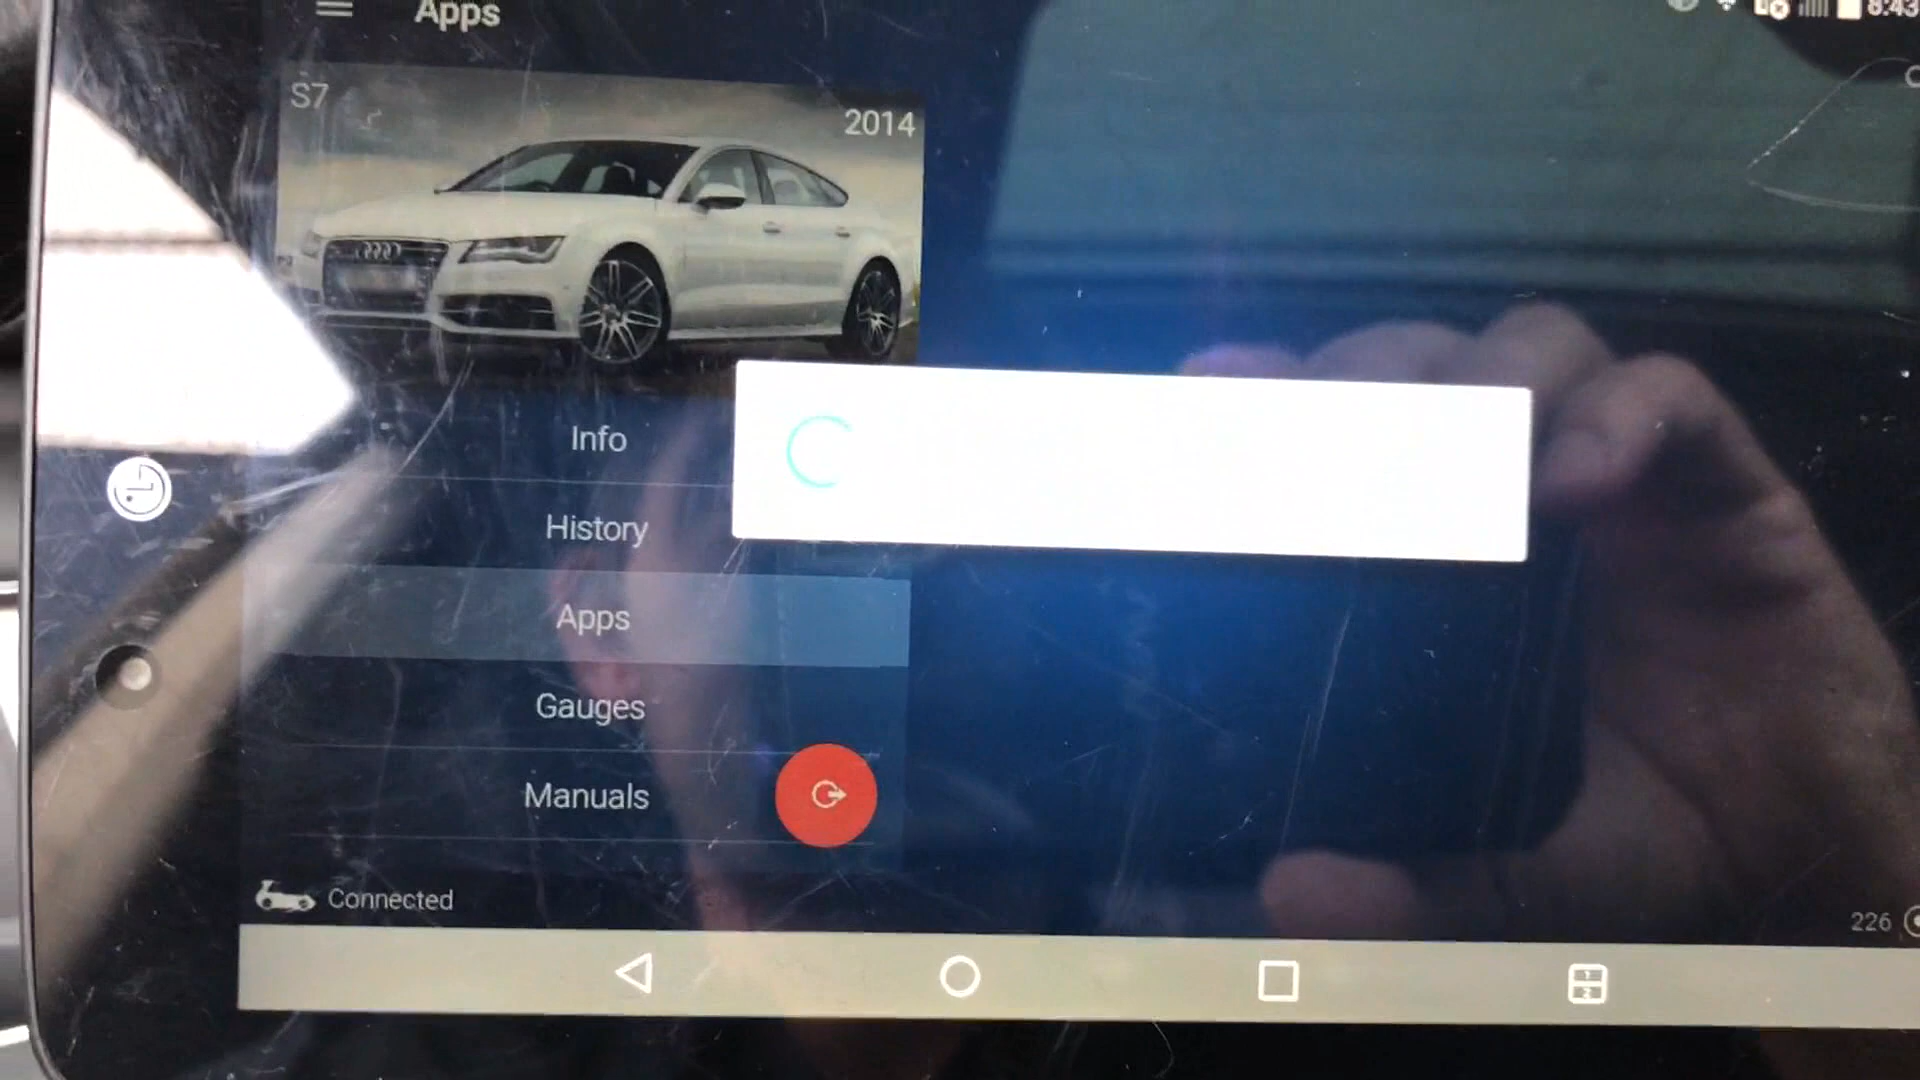 Apps
8:43
S7
2014
Info
History
Apps
Gauges
Manuals
Connected
226